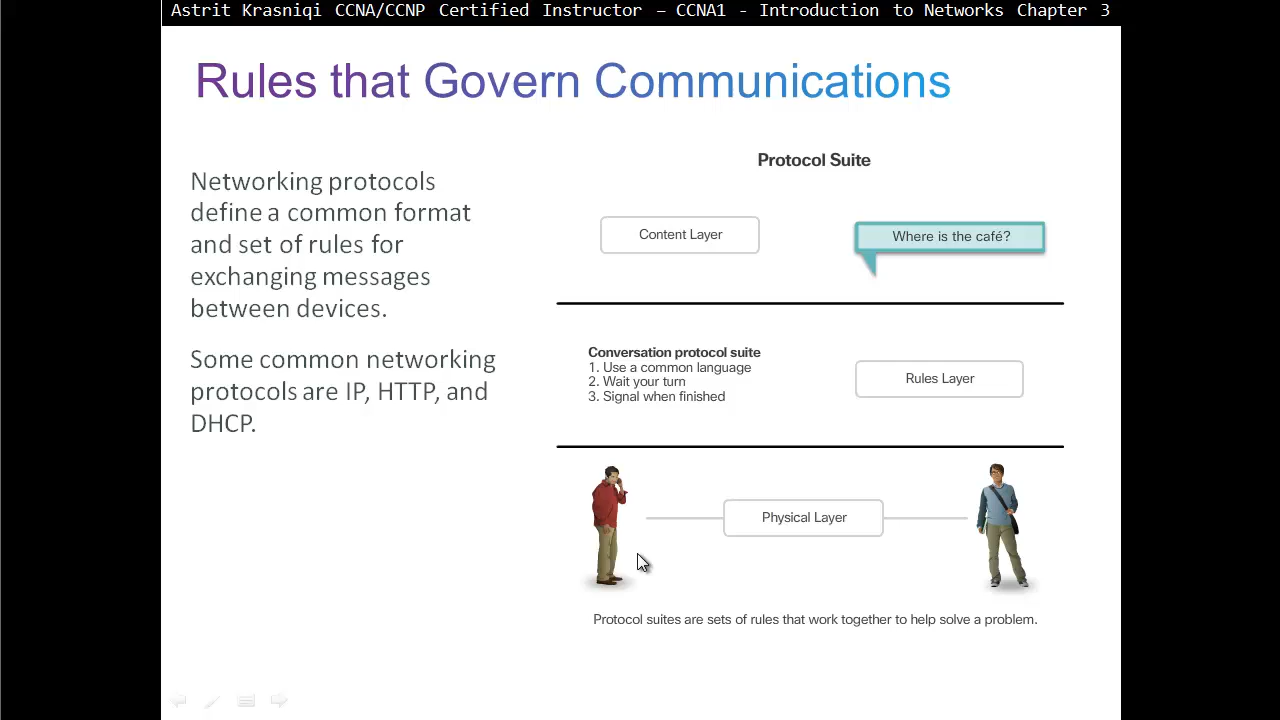 Astrit Krasniqi CCNA/CCNP Certified Instructor – CCNA1 - Introduction to Networks Chapter 3
Rules that Govern Communications
Networking protocols
define a common format
and set of rules for
exchanging messages
between devices.
Some common networking
protocols are IP, HTTP, and
DHCP.
Protocol Suite
Content Layer
Where is the café?
Conversation protocol suite
1. Use a common language
2. Wait your turn
3. Signal when finished
Rules Layer
Physical Layer
Protocol suites are sets of rules that work together to help solve a problem.